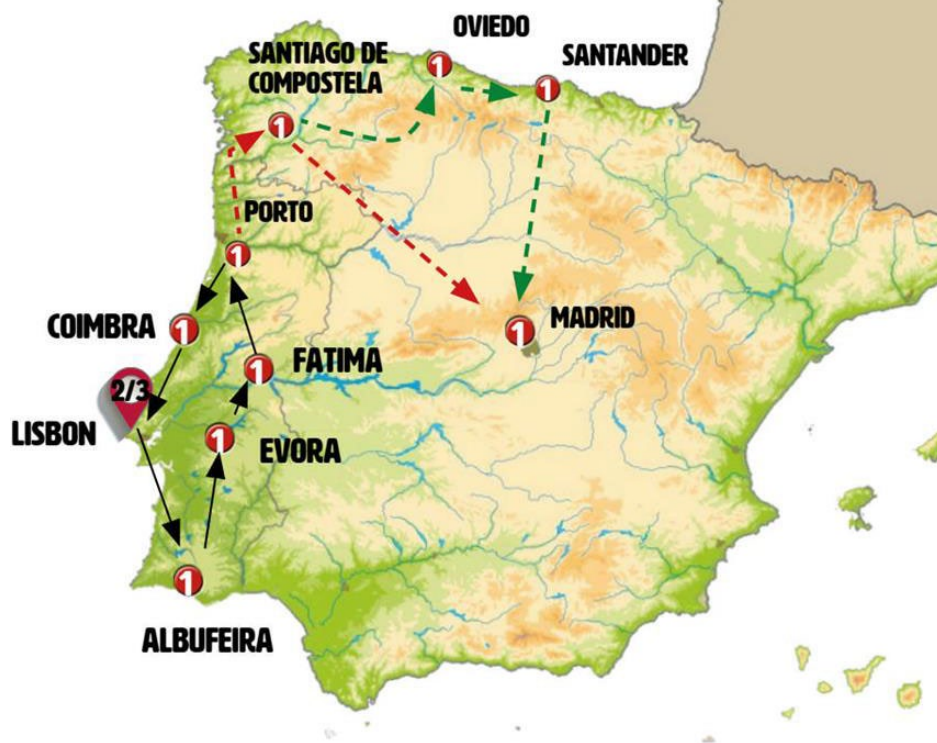 OVIEDO
1
SANTANDER
1
SANTIAGO DE
COMPOSTELA
1
PORTO
1
COIMBRA
1
MADRID
1
FATIMA
1
2/3
LISBON
EVORA
1
1
ALBUFEIRA